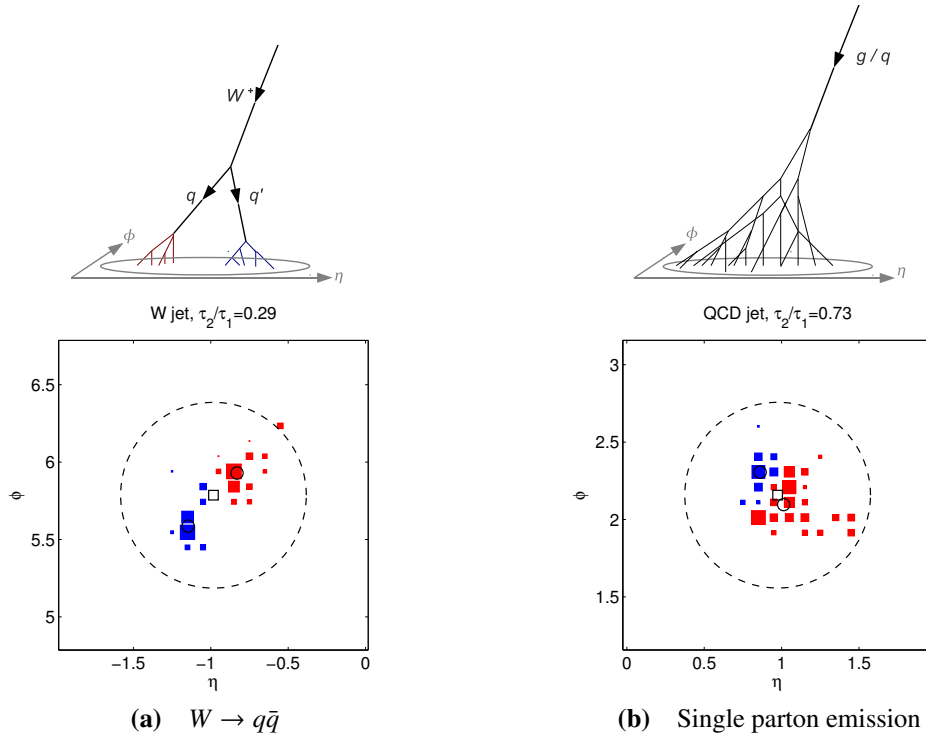 W⁺
q
q'
ϕ
η
g / q
ϕ
η
W jet, τ₂/τ₁=0.29
6.5
6
5.5
5
ϕ
−1.5
−1
−0.5
0
η
QCD jet, τ₂/τ₁=0.73
3
2.5
2
1.5
ϕ
0
0.5
1
1.5
η
(a) W → qq̄
(b) Single parton emission